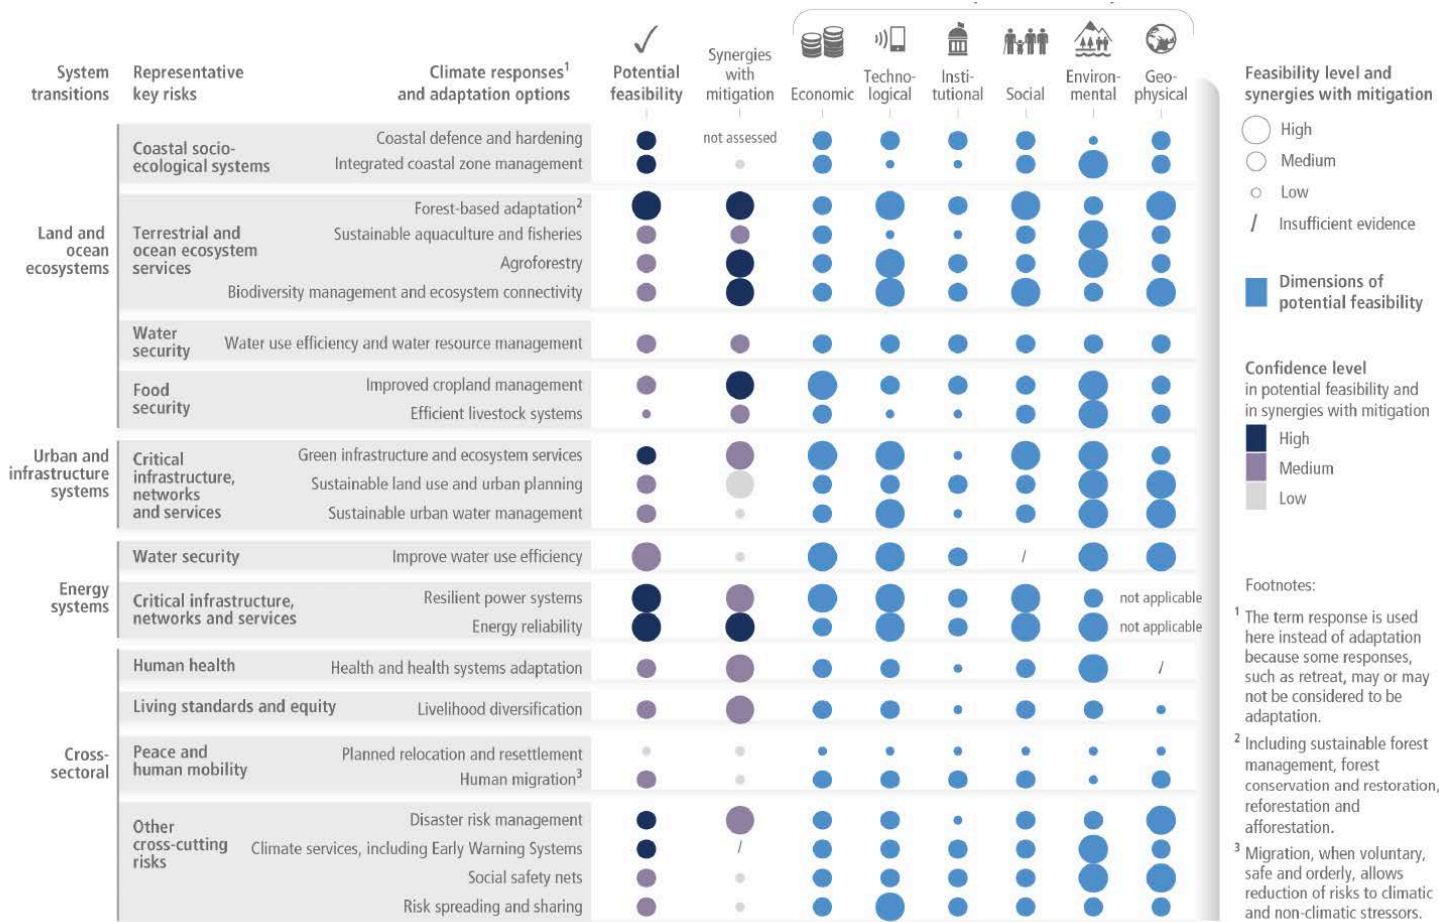 System
transitions
Representative
key risks
Climate responses¹
and adaptation options
Potential
feasibility
Synergies
with
mitigation
Economic
Techno-
logical
Insti-
tutional
Social
Environ-
mental
Geo-
physical
Land and
ocean
ecosystems
Coastal socio-
ecological systems
Coastal defence and hardening
not assessed
Integrated coastal zone management
Terrestrial and
ocean ecosystem
services
Forest-based adaptation²
Sustainable aquaculture and fisheries
Agroforestry
Biodiversity management and ecosystem connectivity
Water
security
Water use efficiency and water resource management
Food
security
Improved cropland management
Efficient livestock systems
Urban and
infrastructure
systems
Critical
infrastructure,
networks
and services
Green infrastructure and ecosystem services
Sustainable land use and urban planning
Sustainable urban water management
Energy
systems
Water security
Improve water use efficiency
/
Critical infrastructure,
networks and services
Resilient power systems
not applicable
Energy reliability
not applicable
Cross-
sectoral
Human health
Health and health systems adaptation
/
Living standards and equity
Livelihood diversification
Peace and
human mobility
Planned relocation and resettlement
Human migration³
Other
cross-cutting
risks
Disaster risk management
Climate services, including Early Warning Systems
/
Social safety nets
Risk spreading and sharing
Feasibility level and
synergies with mitigation
High
Medium
Low
/ Insufficient evidence
Dimensions of
potential feasibility
Confidence level
in potential feasibility and
in synergies with mitigation
High
Medium
Low
Footnotes:
¹ The term response is used
here instead of adaptation
because some responses,
such as retreat, may or may
not be considered to be
adaptation.
² Including sustainable forest
management, forest
conservation and restoration,
reforestation and
afforestation.
³ Migration, when voluntary,
safe and orderly, allows
reduction of risks to climatic
and non-climatic stressors.